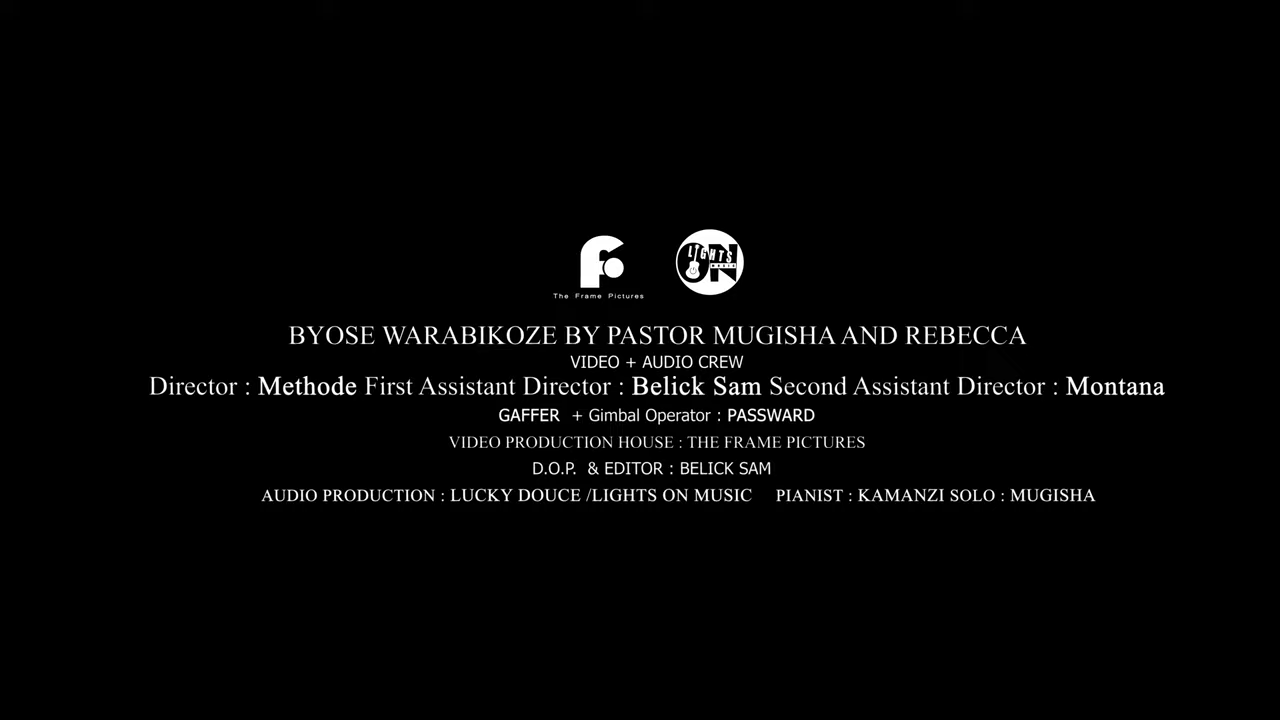 The Frame Pictures
LIGHTS ON MUSIC
BYOSE WARABIKOZE BY PASTOR MUGISHA AND REBECCA
VIDEO + AUDIO CREW
Director : Methode First Assistant Director : Belick Sam Second Assistant Director : Montana
GAFFER + Gimbal Operator : PASSWARD
VIDEO PRODUCTION HOUSE : THE FRAME PICTURES
D.O.P. & EDITOR : BELICK SAM
AUDIO PRODUCTION : LUCKY DOUCE /LIGHTS ON MUSIC PIANIST : KAMANZI SOLO : MUGISHA